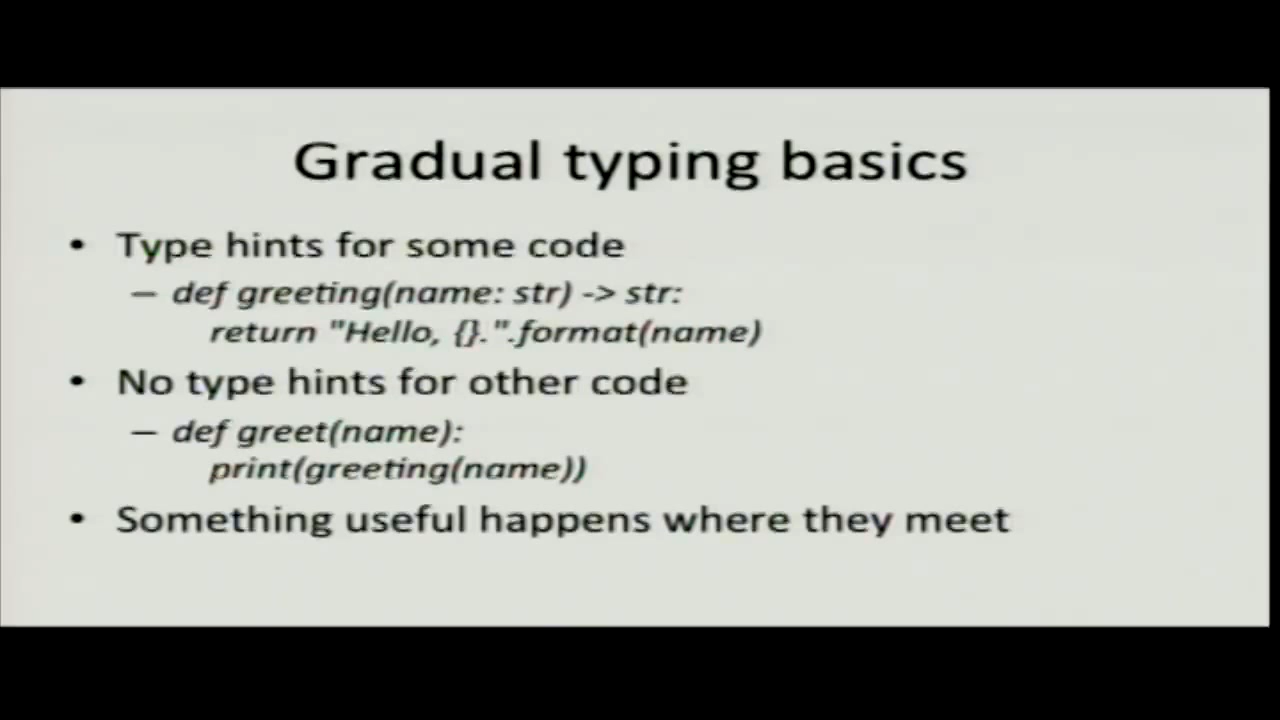 Gradual typing basics
• Type hints for some code
– def greeting(name: str) -> str:
return "Hello, {}.".format(name)
• No type hints for other code
– def greet(name):
print(greeting(name))
• Something useful happens where they meet